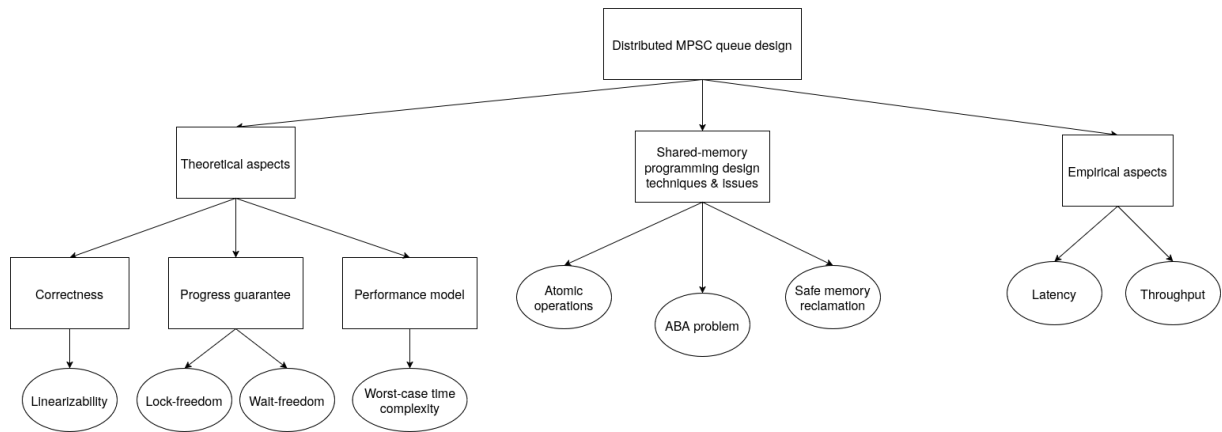 Distributed MPSC queue design
Theoretical aspects
Shared-memory
programming design
techniques & issues
Empirical aspects
Correctness
Progress guarantee
Performance model
Atomic
operations
ABA problem
Safe memory
reclamation
Latency
Throughput
Linearizability
Lock-freedom
Wait-freedom
Worst-case time
complexity